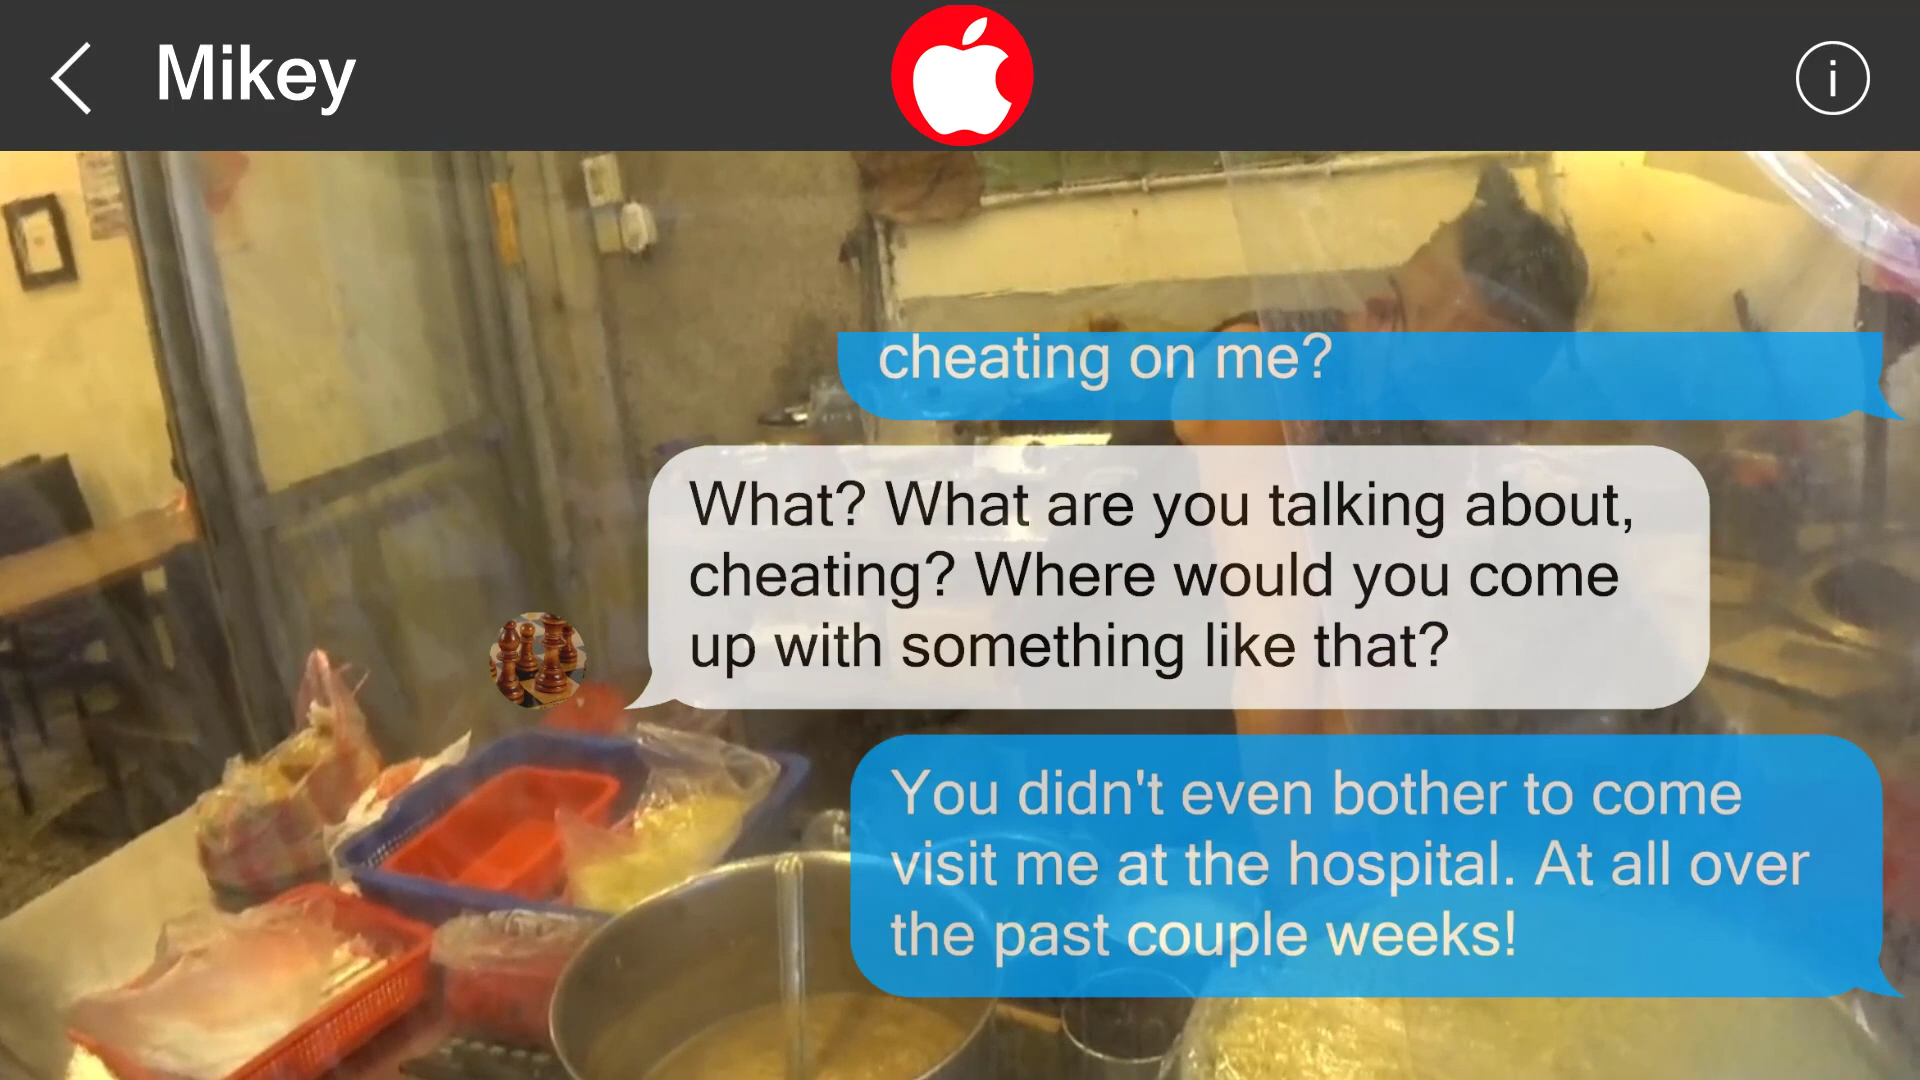 Mikey
cheating on me?
What? What are you talking about,
cheating? Where would you come
up with something like that?
You didn't even bother to come
visit me at the hospital. At all over
the past couple weeks!